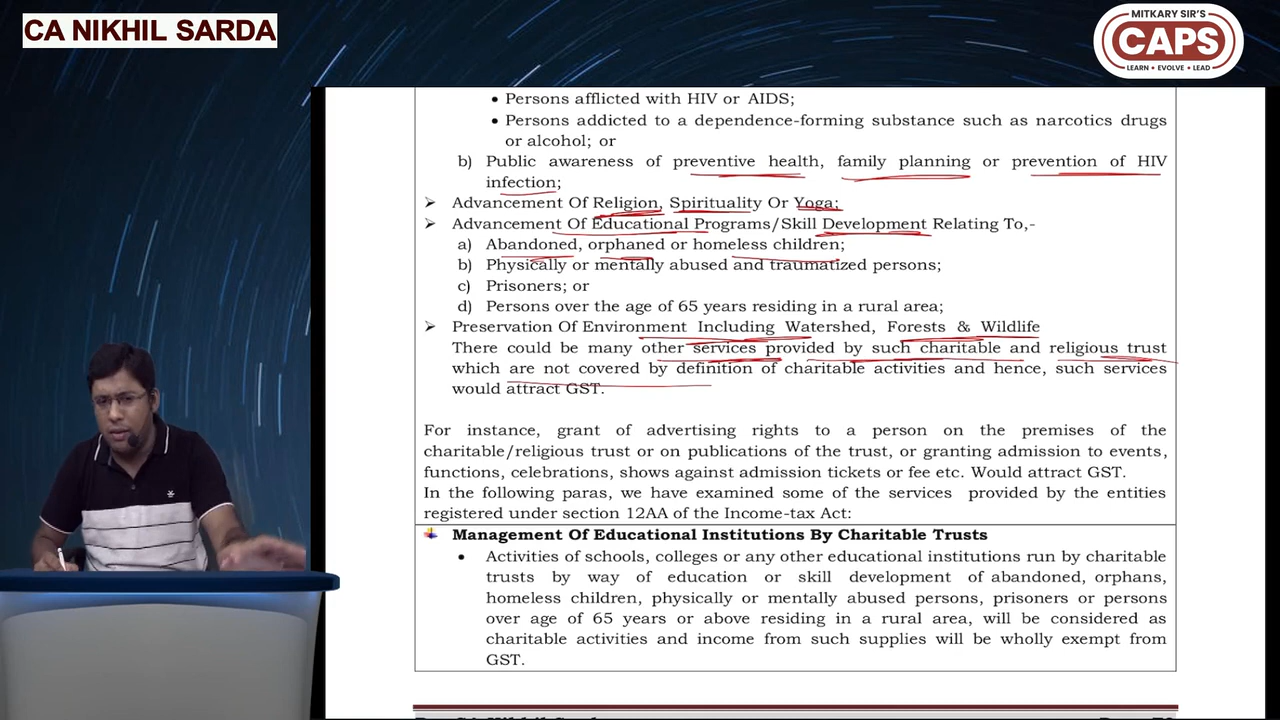 CA NIKHIL SARDA
MITKARY SIR'S
CAPS
LEARN • EVOLVE • LEAD
• Persons afflicted with HIV or AIDS;
• Persons addicted to a dependence-forming substance such as narcotics drugs
or alcohol; or
b) Public awareness of preventive health, family planning or prevention of HIV
infection;
➢ Advancement Of Religion, Spirituality Or Yoga;
➢ Advancement Of Educational Programs/Skill Development Relating To,-
a) Abandoned, orphaned or homeless children;
b) Physically or mentally abused and traumatized persons;
c) Prisoners; or
d) Persons over the age of 65 years residing in a rural area;
➢ Preservation Of Environment Including Watershed, Forests & Wildlife
There could be many other services provided by such charitable and religious trust
which are not covered by definition of charitable activities and hence, such services
would attract GST.
For instance, grant of advertising rights to a person on the premises of the
charitable/religious trust or on publications of the trust, or granting admission to events,
functions, celebrations, shows against admission tickets or fee etc. Would attract GST.
In the following paras, we have examined some of the services provided by the entities
registered under section 12AA of the Income-tax Act:
Management Of Educational Institutions By Charitable Trusts
• Activities of schools, colleges or any other educational institutions run by charitable
trusts by way of education or skill development of abandoned, orphans,
homeless children, physically or mentally abused persons, prisoners or persons
over age of 65 years or above residing in a rural area, will be considered as
charitable activities and income from such supplies will be wholly exempt from
GST.